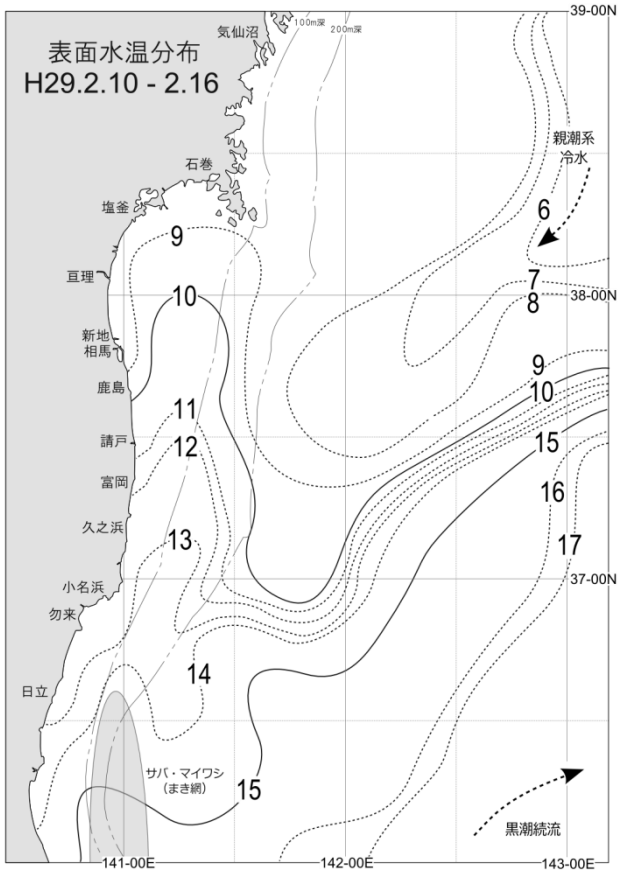 39-00N
気仙沼
100m深
200m深
表面水温分布
H29.2.10 - 2.16
親潮系
冷水
石巻
塩釜
6
9
亘理
7
10
8
38-00N
新地
相馬
9
鹿島
10
11
15
請戸
12
富岡
16
久之浜
13
17
小名浜
37-00N
勿来
14
日立
サバ・マイワシ
(まき網)
15
黒潮続流
141-00E
142-00E
143-00E